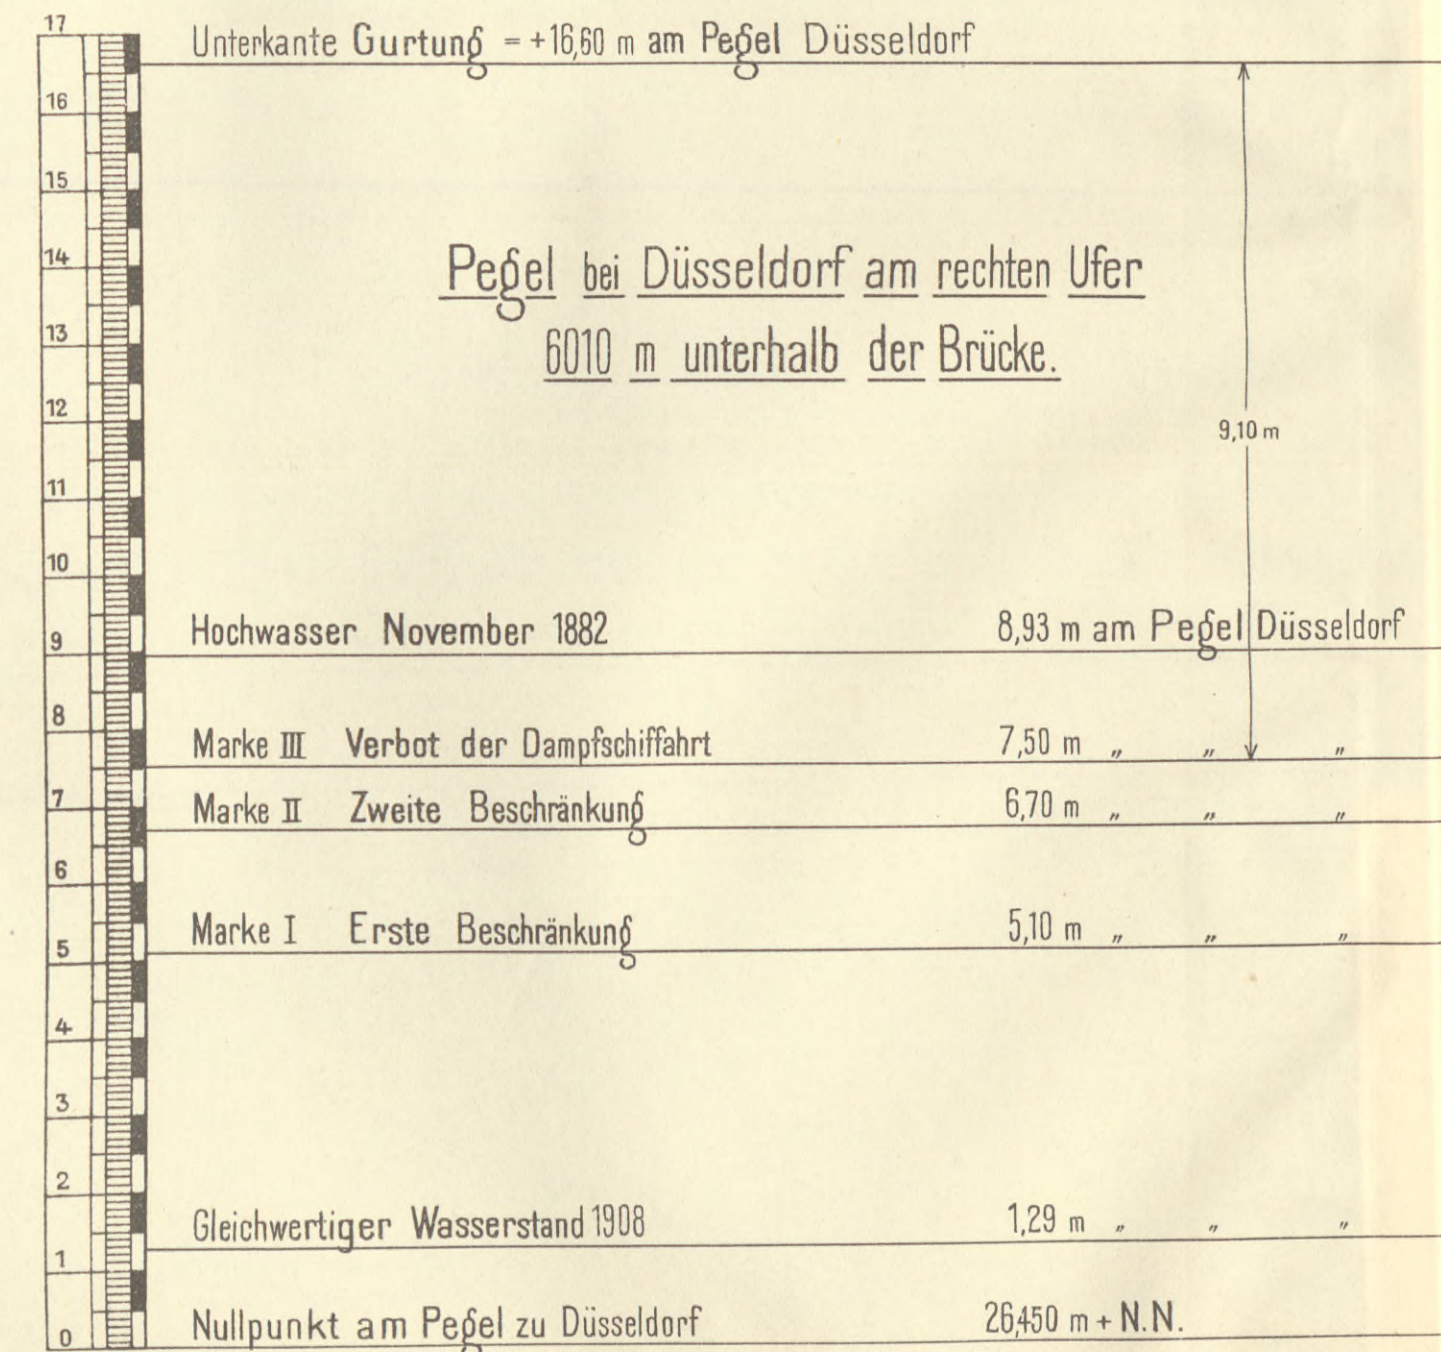 17
Unterkante Gurtung = +16,60 m am Pegel Düsseldorf
16
15
14
Pegel bei Düsseldorf am rechten Ufer
13
6010 m unterhalb der Brücke.
12
9,10 m
11
10
9
Hochwasser November 1882 8,93 m am Pegel Düsseldorf
8
Marke III Verbot der Dampfschiffahrt 7,50 m „ „ „
7
Marke II Zweite Beschränkung 6,70 m „ „ „
6
Marke I Erste Beschränkung 5,10 m „ „ „
5
4
3
2
Gleichwertiger Wasserstand 1908 1,29 m „ „ „
1
Nullpunkt am Pegel zu Düsseldorf 26,450 m + N.N.
0